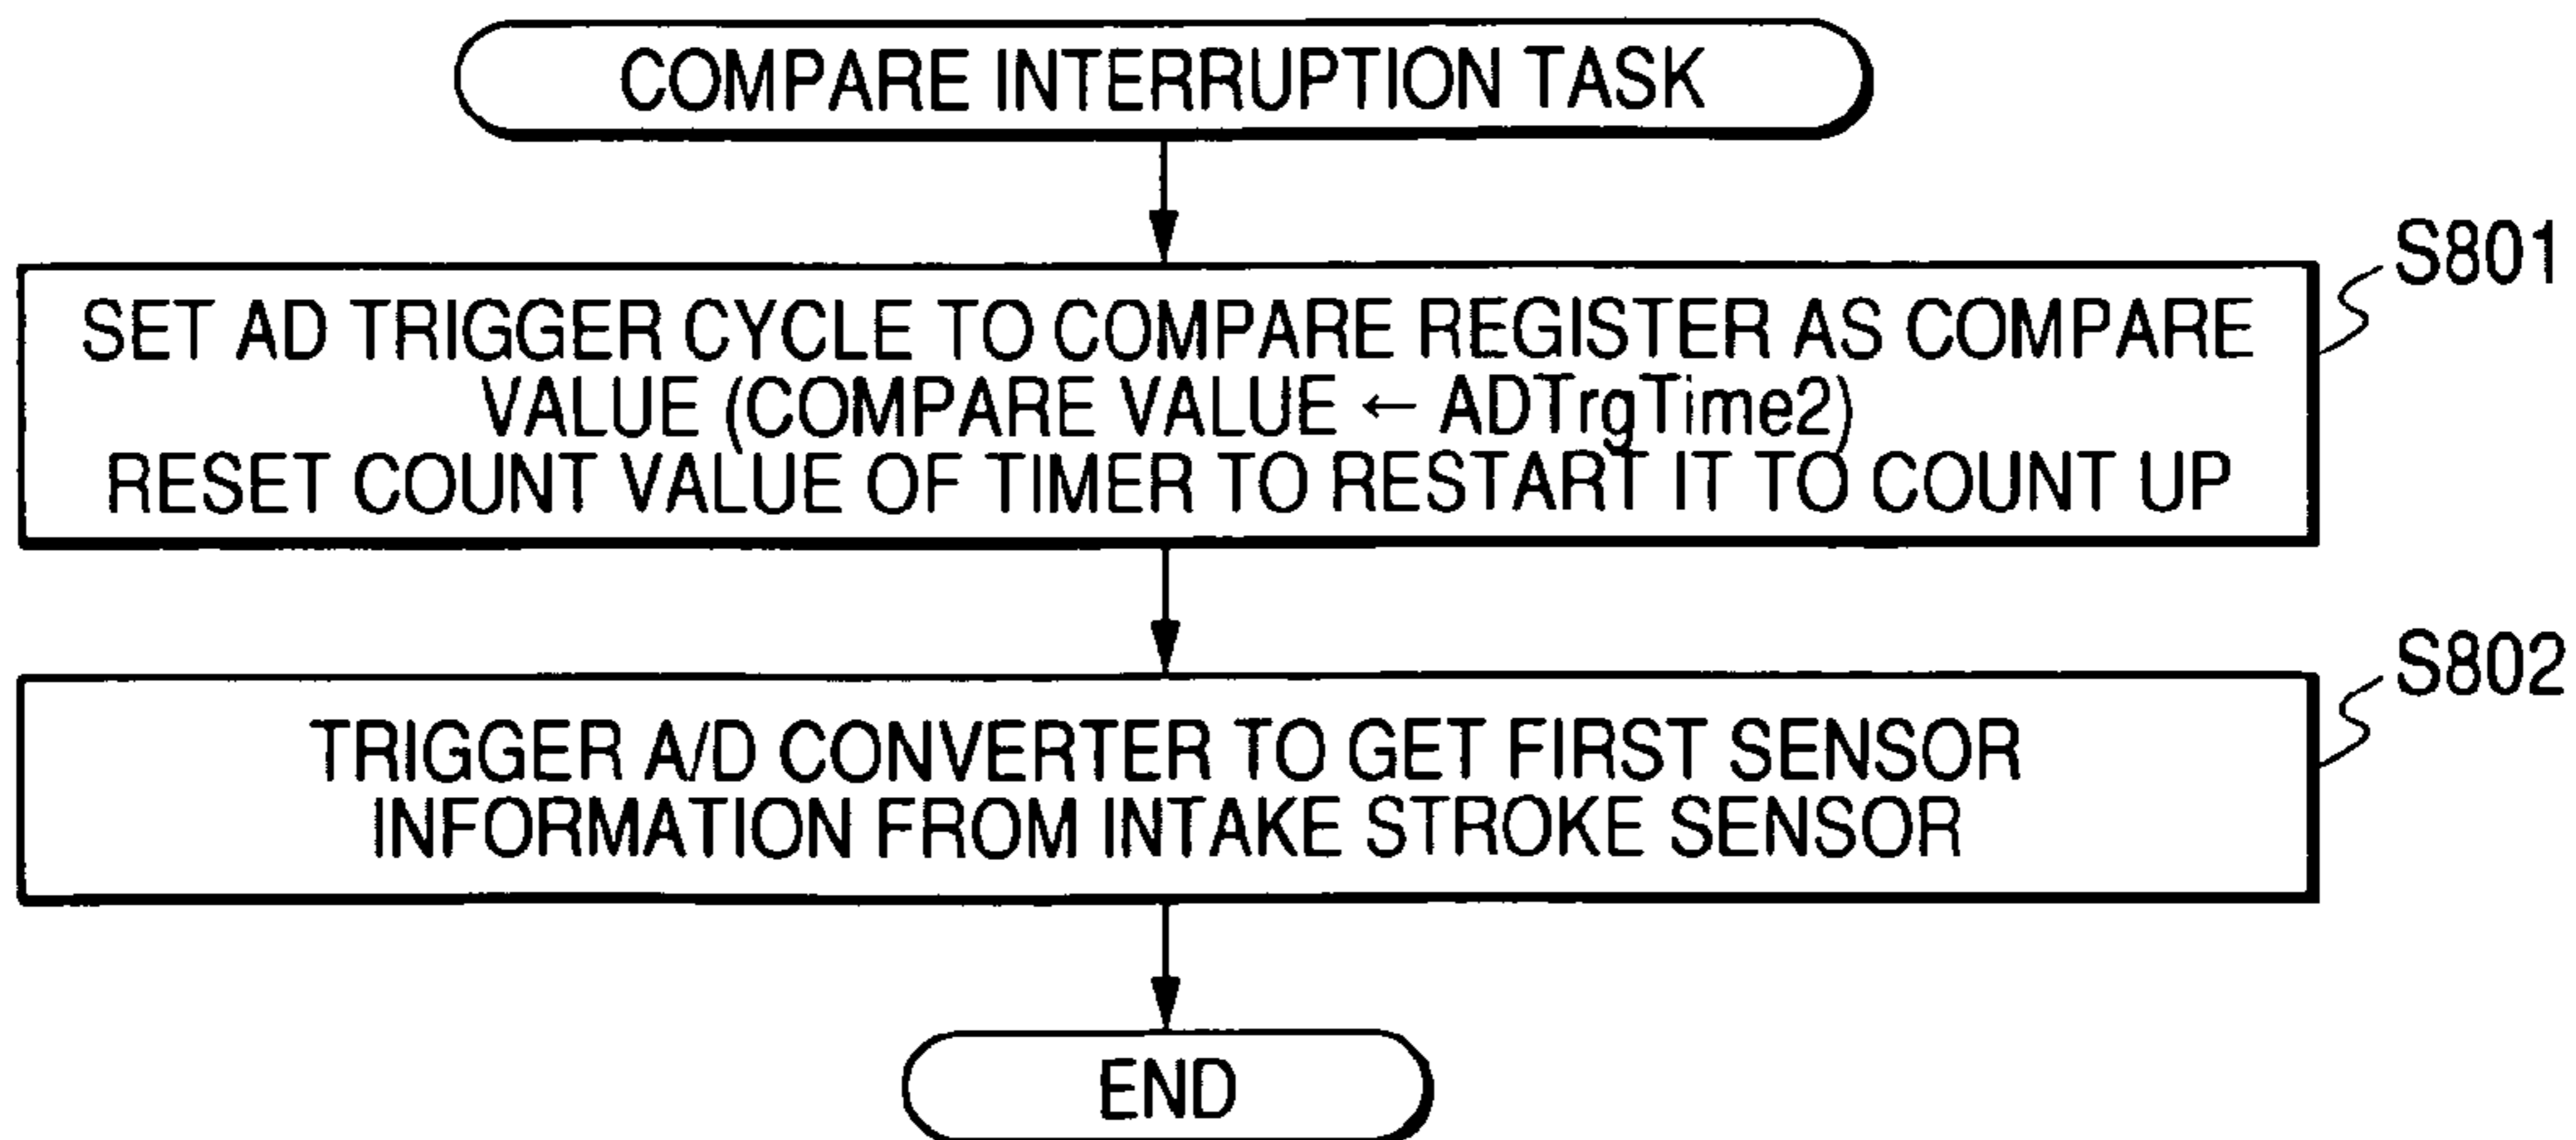 COMPARE INTERRUPTION TASK
S801
SET AD TRIGGER CYCLE TO COMPARE REGISTER AS COMPARE
VALUE (COMPARE VALUE ← ADTrgTime2)
RESET COUNT VALUE OF TIMER TO RESTART IT TO COUNT UP
S802
TRIGGER A/D CONVERTER TO GET FIRST SENSOR
INFORMATION FROM INTAKE STROKE SENSOR
END